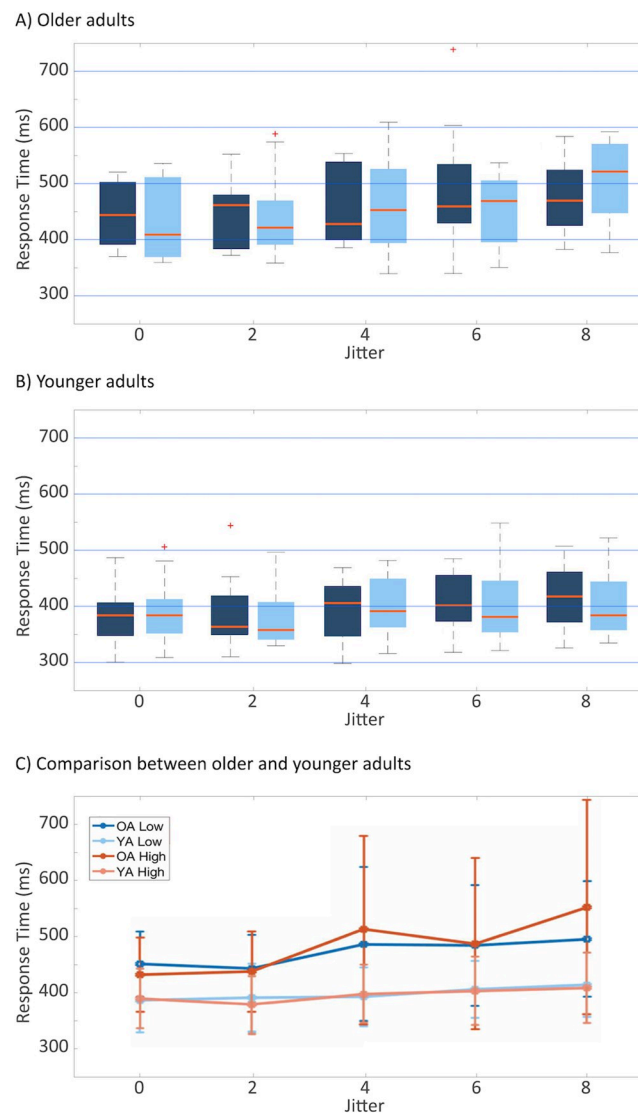 A) Older adults
700
600
500
400
300
Response Time (ms)
0 2 4 6 8
Jitter
B) Younger adults
700
600
500
400
300
Response Time (ms)
0 2 4 6 8
Jitter
C) Comparison between older and younger adults
700
600
500
400
300
Response Time (ms)
OA Low
YA Low
OA High
YA High
0 2 4 6 8
Jitter